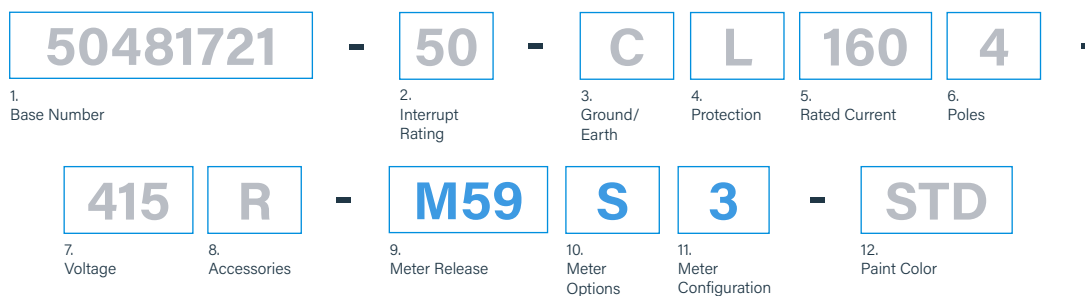 50481721 - 50 - C L 160 4 -
1. 2. 3. 4. 5. 6.
Base Number Interrupt Ground/ Protection Rated Current Poles
Rating Earth
415 R - M59 S 3 - STD
7. 8. 9. 10. 11. 12.
Voltage Accessories Meter Release Meter Meter Paint Color
Options Configuration